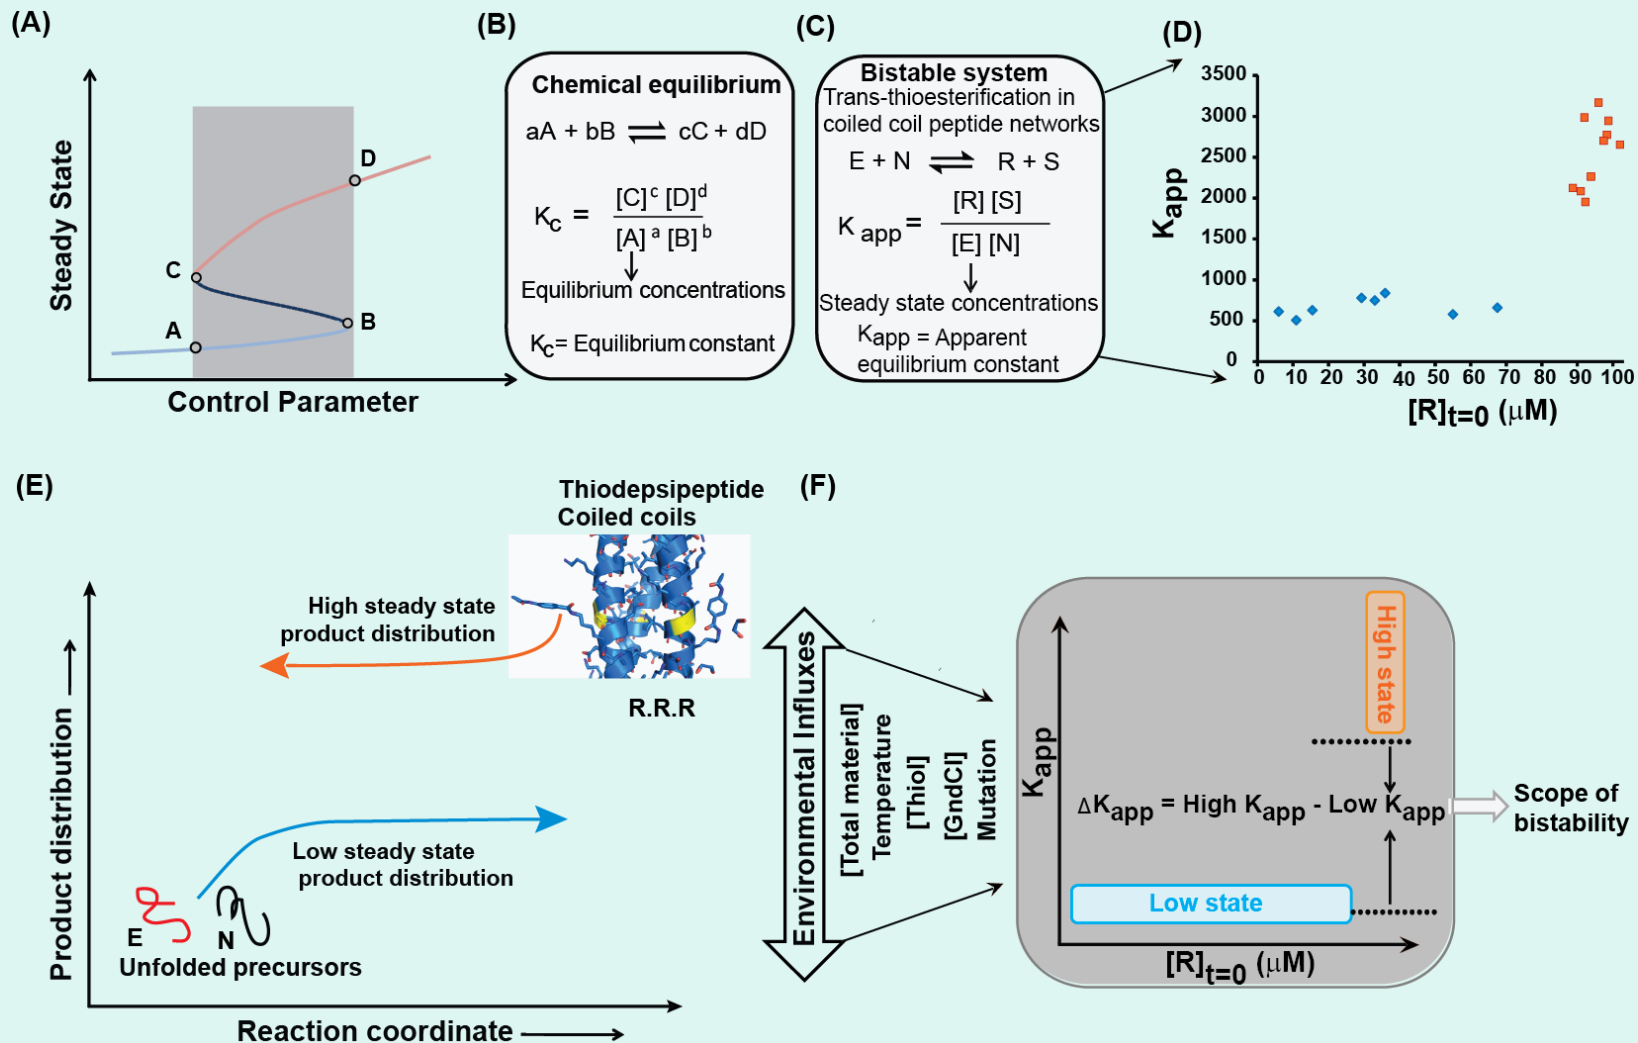 (A)
Steady State
A
B
C
D
Control Parameter
(B)
Chemical equilibrium
aA + bB ⇌ cC + dD
Kc = [C]c [D]d
[A]a [B]b
Equilibrium concentrations
Kc = Equilibrium constant
(C)
Bistable system
Trans-thioesterification in
coiled coil peptide networks
E + N ⇌ R + S
K app = [R] [S]
[E] [N]
Steady state concentrations
Kapp = Apparent
equilibrium constant
(D)
Kapp
3500
3000
2500
2000
1500
1000
500
0
0 10 20 30 40 50 60 70 80 90 100
[R]t=0 (μM)
(E)
Thiodepsipeptide
Coiled coils
High steady state
product distribution
R.R.R
Product distribution
Low steady state
product distribution
E
N
Unfolded precursors
Reaction coordinate
(F)
Environmental Influxes
[Total material]
Temperature
[Thiol]
[GndCl]
Mutation
Kapp
High state
ΔKapp = High Kapp - Low Kapp
Low state
[R]t=0 (μM)
Scope of
bistability